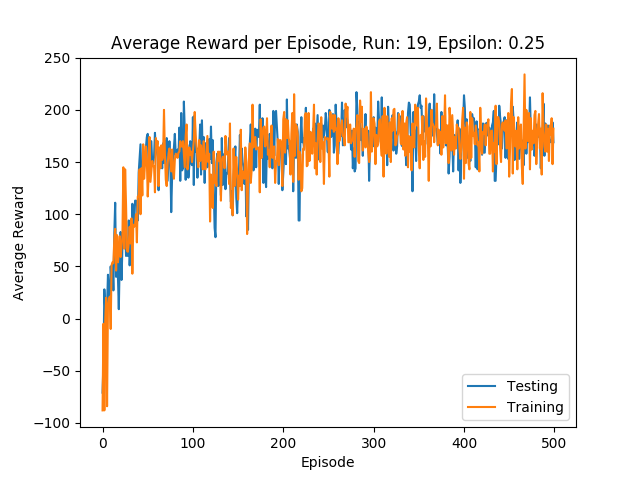 Average Reward per Episode, Run: 19, Epsilon: 0.25
250
200
150
100
50
0
−50
−100
Average Reward
0 100 200 300 400 500
Episode
Testing
Training